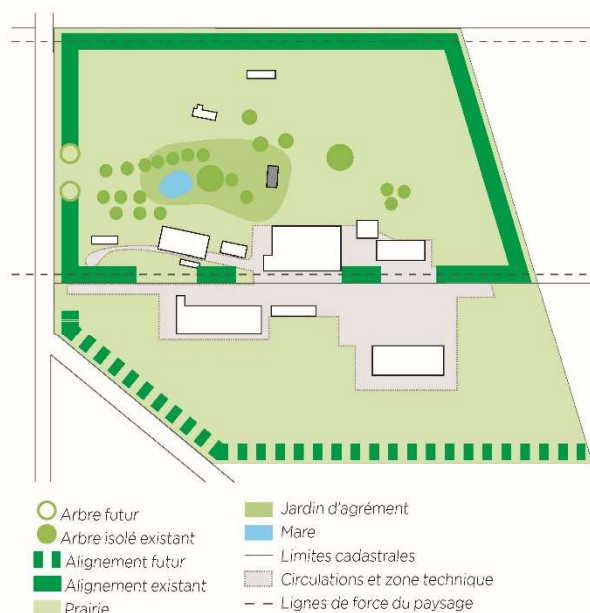 Arbre futur
Arbre isolé existant
Alignement futur
Alignement existant
Prairie
Jardin d'agrément
Mare
Limites cadastrales
Circulations et zone technique
Lignes de force du paysage